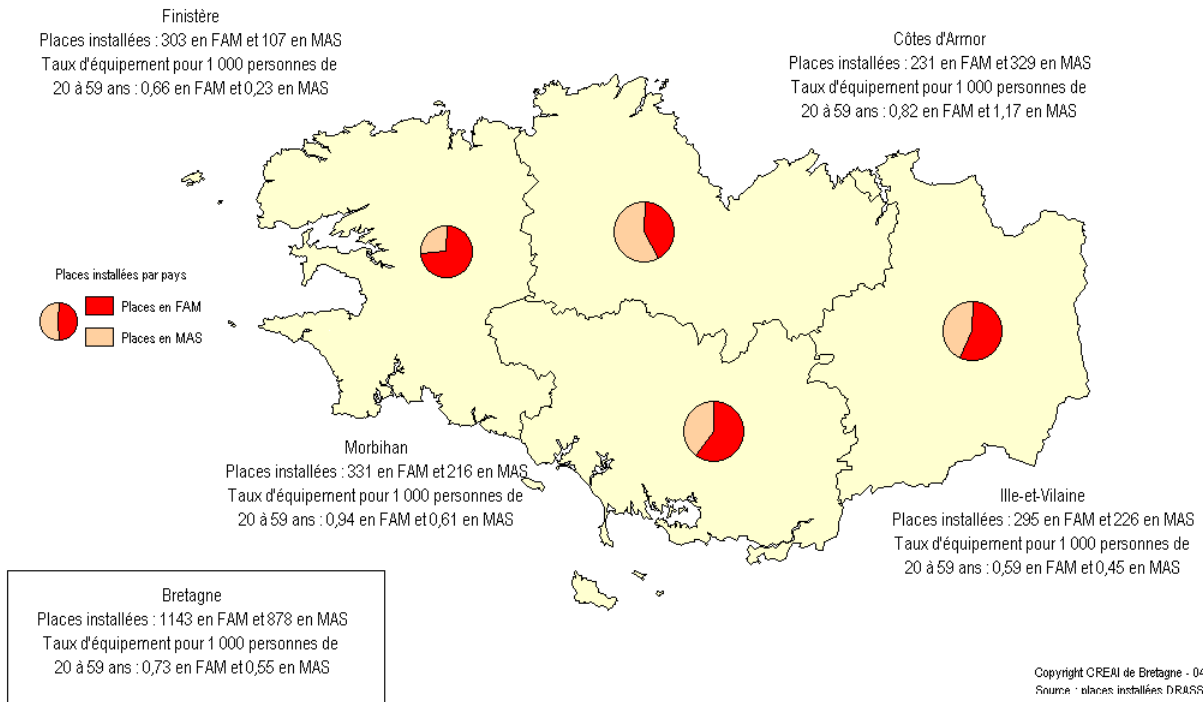 Finistère
Places installées : 303 en FAM et 107 en MAS
Taux d'équipement pour 1 000 personnes de
20 à 59 ans : 0,66 en FAM et 0,23 en MAS
Côtes d'Armor
Places installées : 231 en FAM et 329 en MAS
Taux d'équipement pour 1 000 personnes de
20 à 59 ans : 0,82 en FAM et 1,17 en MAS
Places installées par pays
Places en FAM
Places en MAS
Morbihan
Places installées : 331 en FAM et 216 en MAS
Taux d'équipement pour 1 000 personnes de
20 à 59 ans : 0,94 en FAM et 0,61 en MAS
Ille-et-Vilaine
Places installées : 295 en FAM et 226 en MAS
Taux d'équipement pour 1 000 personnes de
20 à 59 ans : 0,59 en FAM et 0,45 en MAS
Bretagne
Places installées : 1143 en FAM et 878 en MAS
Taux d'équipement pour 1 000 personnes de
20 à 59 ans : 0,73 en FAM et 0,55 en MAS
Copyright CREAI de Bretagne - 04
Source : places installées DRASS